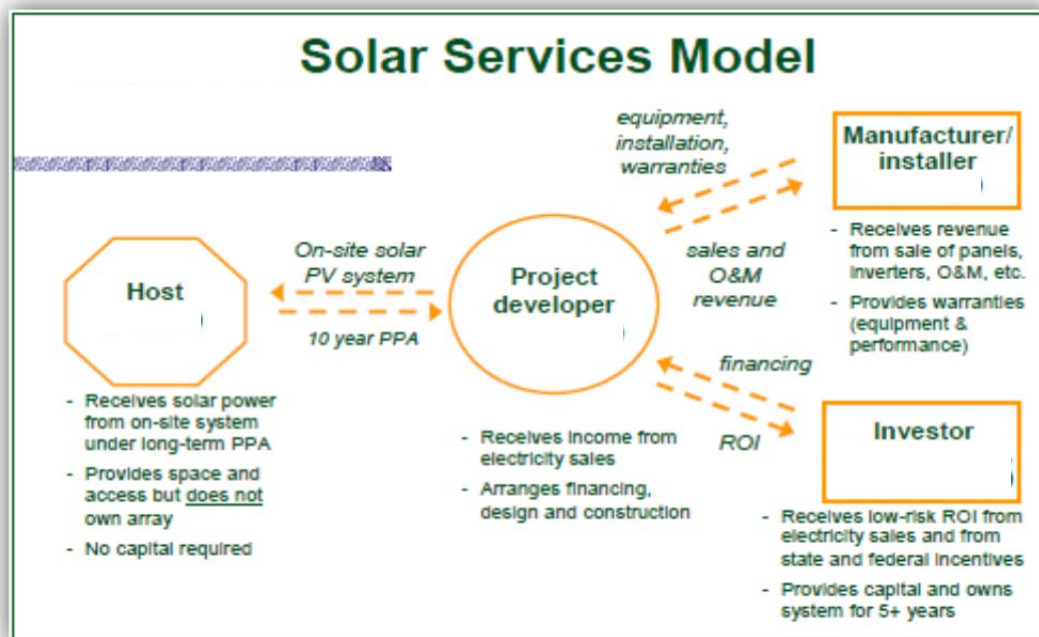 Solar Services Model
equipment,
installation,
warranties
Manufacturer/
installer
- Receives revenue
from sale of panels,
inverters, O&M, etc.
- Provides warranties
(equipment &
performance)
sales and
O&M
revenue
On-site solar
PV system
Host
10 year PPA
Project
developer
- Receives solar power
from on-site system
under long-term PPA
- Provides space and
access but does not
own array
- No capital required
- Receives income from
electricity sales
- Arranges financing,
design and construction
financing
ROI
Investor
- Receives low-risk ROI from
electricity sales and from
state and federal incentives
- Provides capital and owns
system for 5+ years